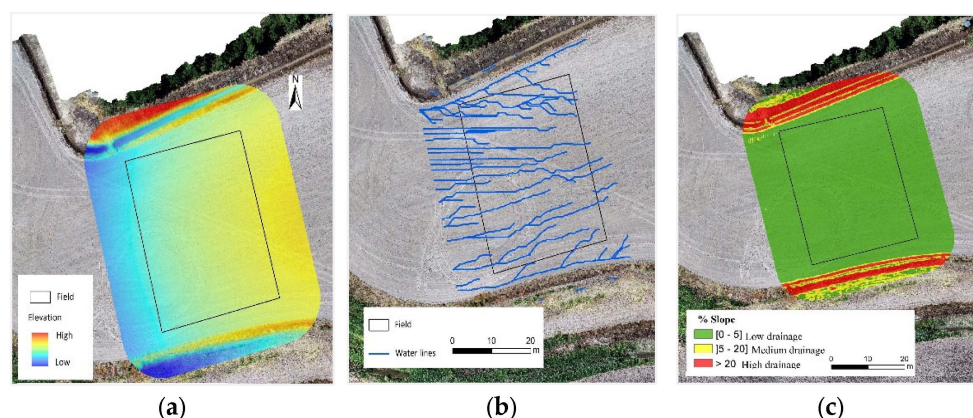 N
Field
Elevation
High
Low
(a)
Field
Water lines
0 10 20
m
(b)
% Slope
[0 - 5] Low drainage
]5 - 20] Medium drainage
> 20 High drainage
0 10 20
m
(c)